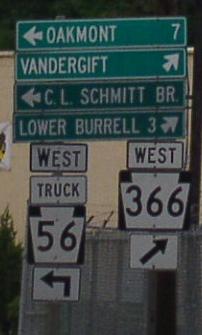 OAKMONT 7
VANDERGIFT
C. L. SCHMITT BR.
LOWER BURRELL 3
WEST
WEST
TRUCK
366
56